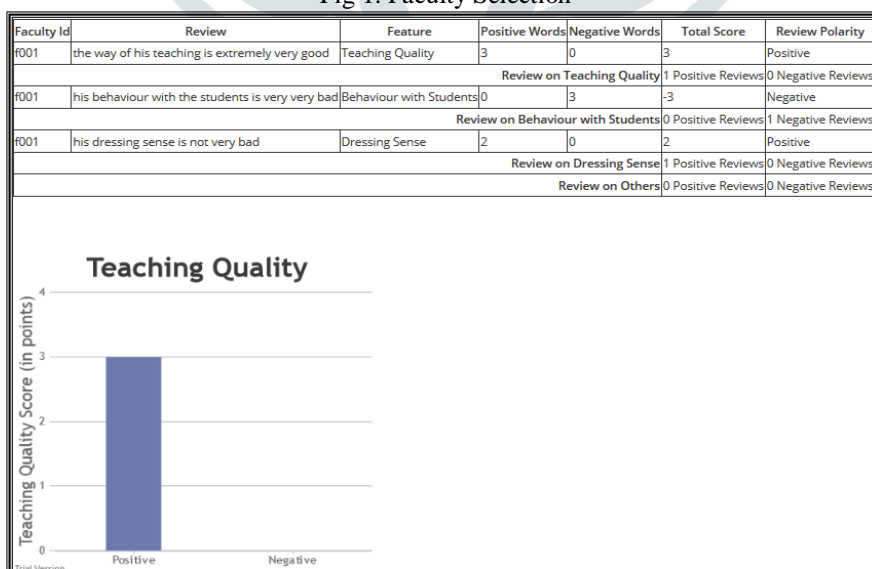 Fig 1: Faculty Selection
Faculty Id Review Feature Positive Words Negative Words Total Score Review Polarity
f001 the way of his teaching is extremely very good Teaching Quality 3 0 3 Positive
Review on Teaching Quality 1 Positive Reviews 0 Negative Reviews
f001 his behaviour with the students is very very bad Behaviour with Students 0 3 -3 Negative
Review on Behaviour with Students 0 Positive Reviews 1 Negative Reviews
f001 his dressing sense is not very bad Dressing Sense 2 0 2 Positive
Review on Dressing Sense 1 Positive Reviews 0 Negative Reviews
Review on Others 0 Positive Reviews 0 Negative Reviews
Teaching Quality
Teaching Quality Score (in points)
4
3
2
1
0
Positive Negative
Trial Version